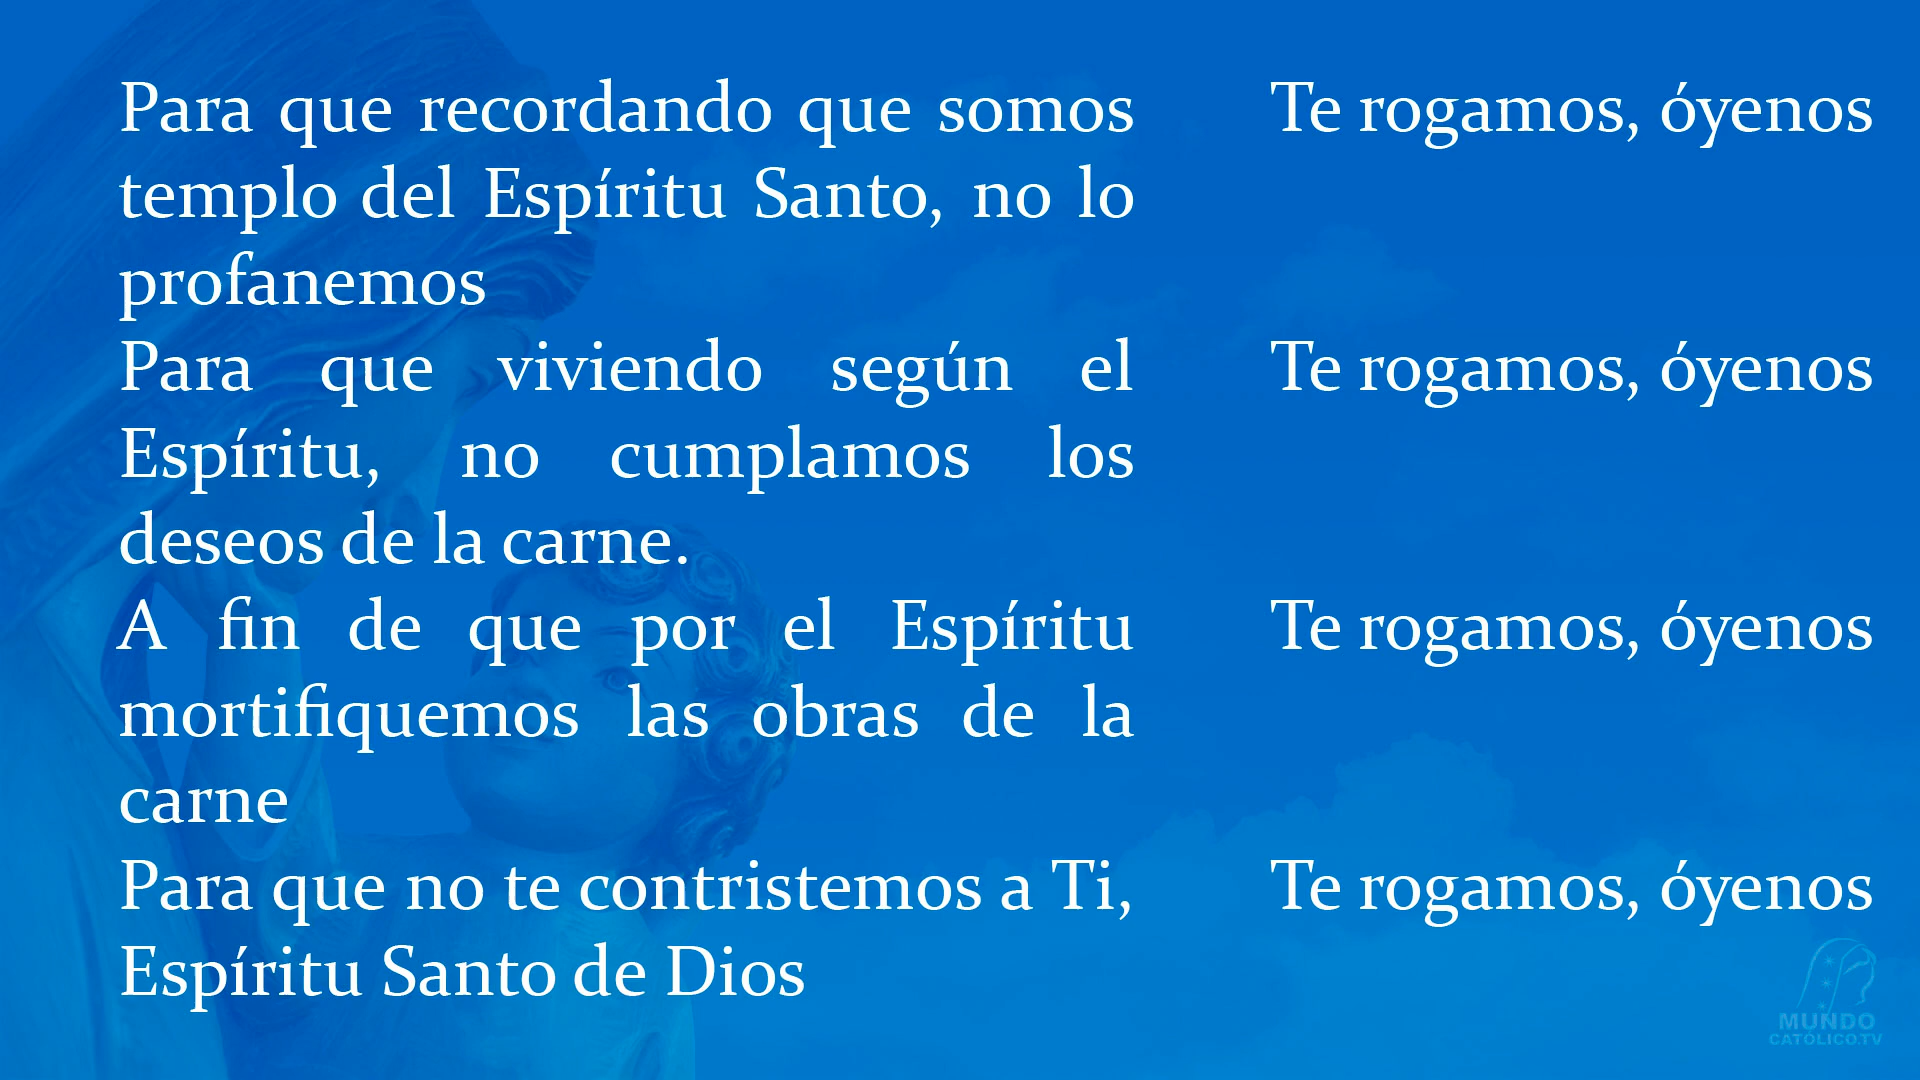 Para que recordando que somos
templo del Espíritu Santo, no lo
profanemos
Te rogamos, óyenos
Para que viviendo según el
Espíritu, no cumplamos los
deseos de la carne.
Te rogamos, óyenos
A fin de que por el Espíritu
mortifiquemos las obras de la
carne
Te rogamos, óyenos
Para que no te contristemos a Ti,
Espíritu Santo de Dios
Te rogamos, óyenos
MUNDO
CATOLICO.TV